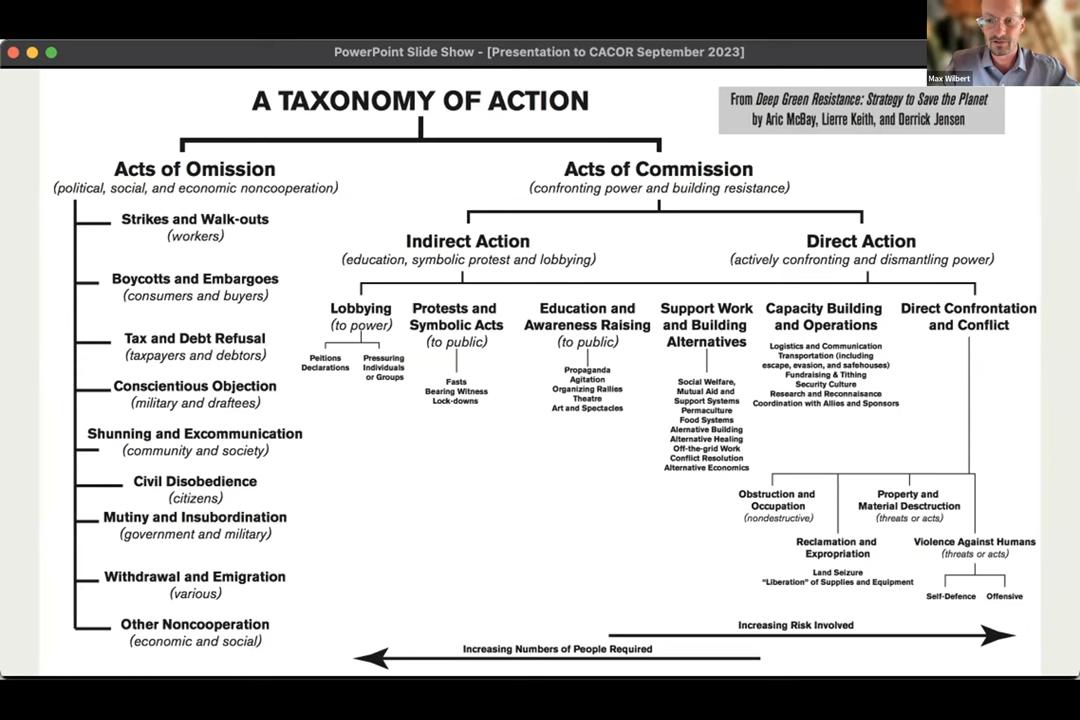 PowerPoint Slide Show - [Presentation to CACOR September 2023]
Max Wilbert
A TAXONOMY OF ACTION
From Deep Green Resistance: Strategy to Save the Planet
by Aric McBay, Lierre Keith, and Derrick Jensen
Acts of Omission
(political, social, and economic noncooperation)
Strikes and Walk-outs
(workers)
Boycotts and Embargoes
(consumers and buyers)
Tax and Debt Refusal
(taxpayers and debtors)
Conscientious Objection
(military and draftees)
Shunning and Excommunication
(community and society)
Civil Disobedience
(citizens)
Mutiny and Insubordination
(government and military)
Withdrawal and Emigration
(various)
Other Noncooperation
(economic and social)
Acts of Commission
(confronting power and building resistance)
Indirect Action
(education, symbolic protest and lobbying)
Lobbying
(to power)
Peitions
Declarations
Pressuring
Individuals
or Groups
Protests and
Symbolic Acts
(to public)
Fasts
Bearing Witness
Lock-downs
Education and
Awareness Raising
(to public)
Propaganda
Agitation
Organizing Rallies
Theatre
Art and Spectacles
Direct Action
(actively confronting and dismantling power)
Support Work
and Building
Alternatives
Social Welfare,
Mutual Aid and
Support Systems
Permaculture
Food Systems
Alernative Building
Alternative Healing
Off-the-grid Work
Conflict Resolution
Alternative Economics
Capacity Building
and Operations
Logistics and Communication
Transportation (including
escape, evasion, and safehouses)
Fundraising & Tithing
Security Culture
Research and Reconnaisance
Coordination with Allies and Sponsors
Direct Confrontation
and Conflict
Obstruction and
Occupation
(nondestructive)
Reclamation and
Expropriation
Land Seizure
"Liberation" of Supplies and Equipment
Property and
Material Desctruction
(threats or acts)
Violence Against Humans
(threats or acts)
Self-Defence
Offensive
Increasing Risk Involved
Increasing Numbers of People Required